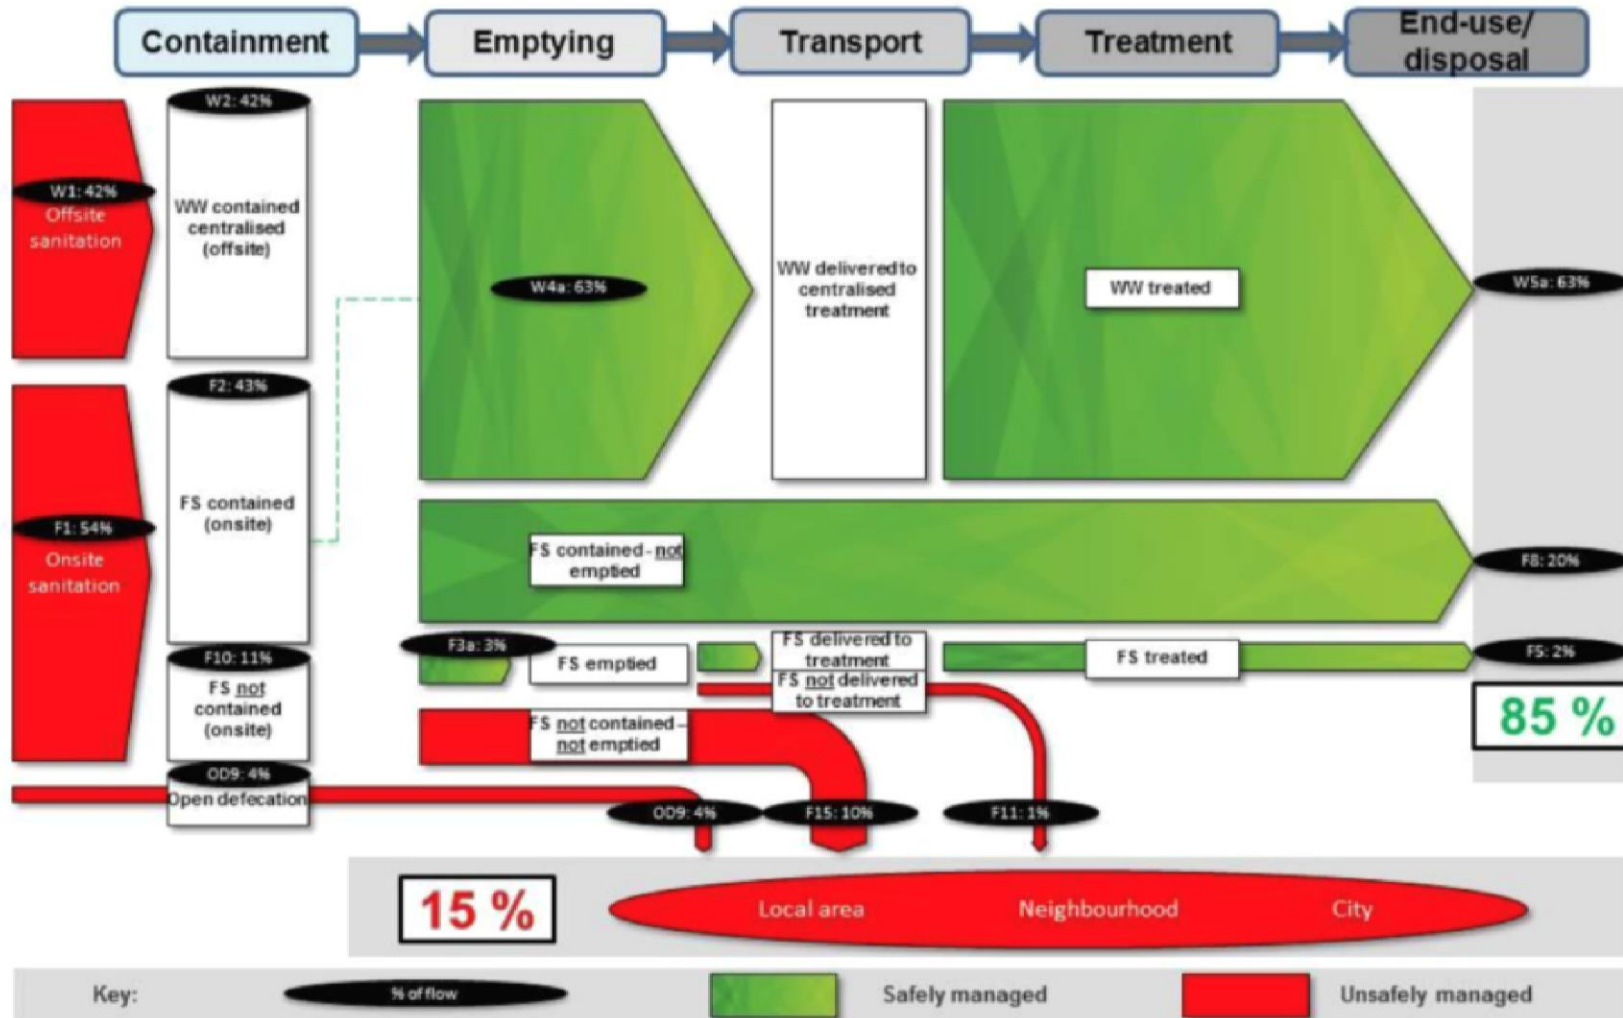 Containment
Emptying
Transport
Treatment
End-use/
disposal
W2: 42%
W1: 42%
Offsite
sanitation
WW contained
centralised
(offsite)
W4a: 63%
WW delivered to
centralised
treatment
WW treated
W5a: 63%
F2: 43%
FS contained
(onsite)
F1: 54%
Onsite
sanitation
FS contained - not
emptied
F8: 20%
F10: 11%
FS not
contained
(onsite)
F3a: 3%
FS emptied
FS delivered to
treatment
FS not delivered
to treatment
FS treated
F5: 2%
FS not contained –
not emptied
85 %
OD9: 4%
Open defecation
OD9: 4%
F15: 10%
F11: 1%
15 %
Local area
Neighbourhood
City
Key:
% of flow
Safely managed
Unsafely managed